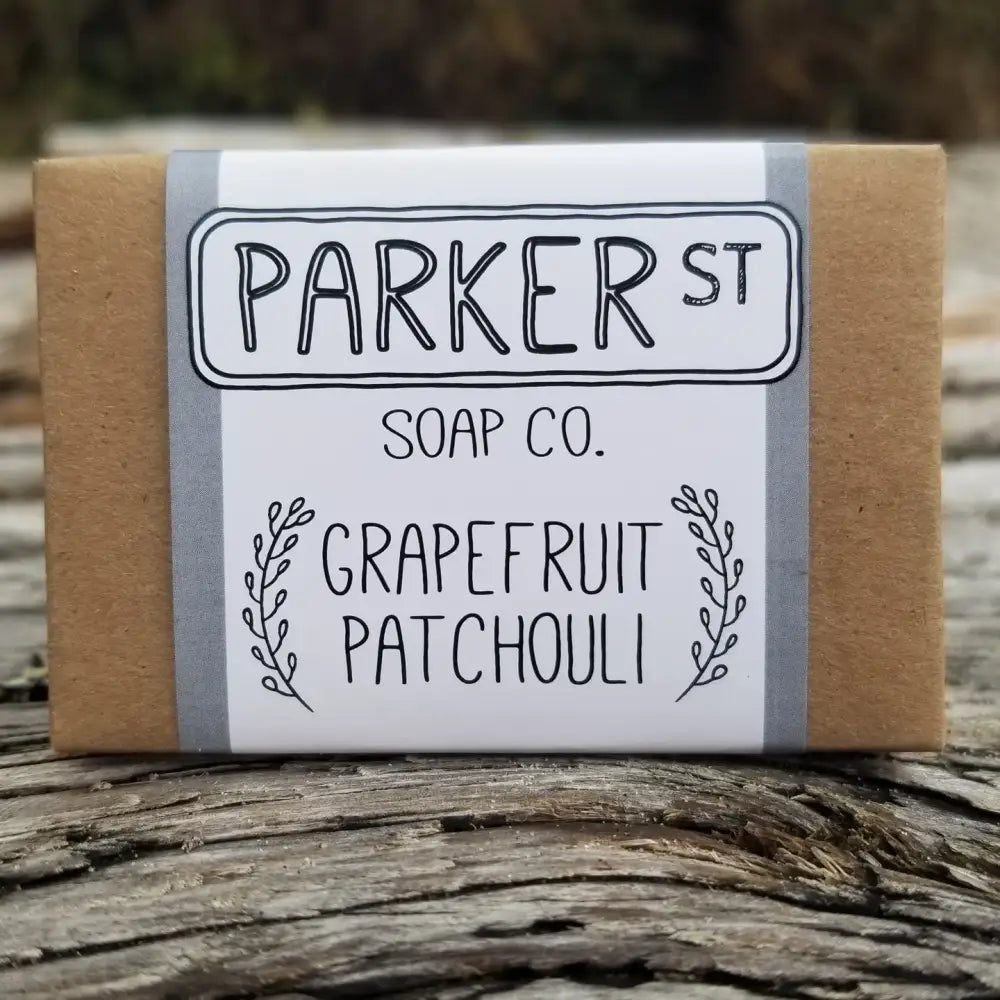 PARKER ST
SOAP CO.
GRAPEFRUIT
PATCHOULI